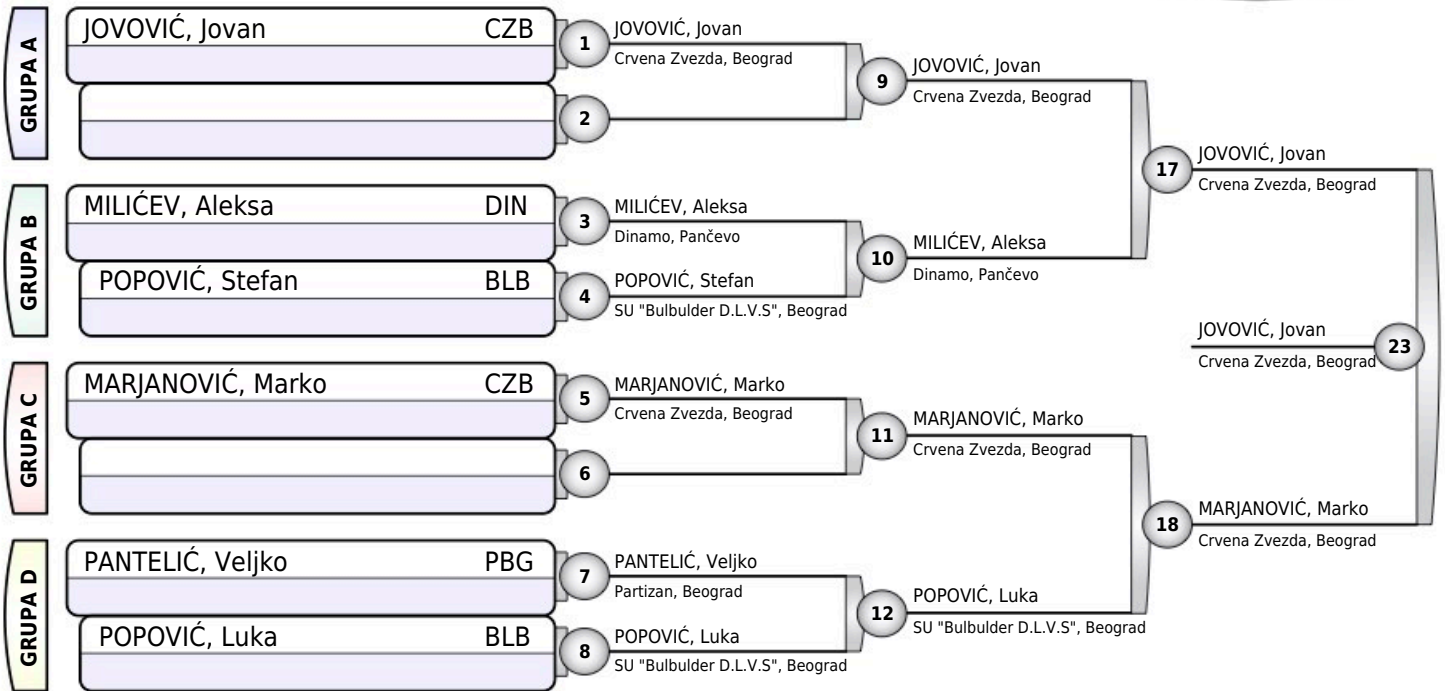 GRUPA A
JOVOVIĆ, Jovan CZB
1
2
GRUPA B
MILIĆEV, Aleksa DIN
3
POPOVIĆ, Stefan BLB
4
GRUPA C
MARJANOVIĆ, Marko CZB
5
6
GRUPA D
PANTELIĆ, Veljko PBG
7
POPOVIĆ, Luka BLB
8
JOVOVIĆ, Jovan
Crvena Zvezda, Beograd
MILIĆEV, Aleksa
Dinamo, Pančevo
POPOVIĆ, Stefan
SU "Bulbulder D.L.V.S", Beograd
MARJANOVIĆ, Marko
Crvena Zvezda, Beograd
PANTELIĆ, Veljko
Partizan, Beograd
POPOVIĆ, Luka
SU "Bulbulder D.L.V.S", Beograd
9
JOVOVIĆ, Jovan
Crvena Zvezda, Beograd
10
MILIĆEV, Aleksa
Dinamo, Pančevo
11
MARJANOVIĆ, Marko
Crvena Zvezda, Beograd
12
POPOVIĆ, Luka
SU "Bulbulder D.L.V.S", Beograd
17
JOVOVIĆ, Jovan
Crvena Zvezda, Beograd
18
MARJANOVIĆ, Marko
Crvena Zvezda, Beograd
JOVOVIĆ, Jovan
Crvena Zvezda, Beograd
23